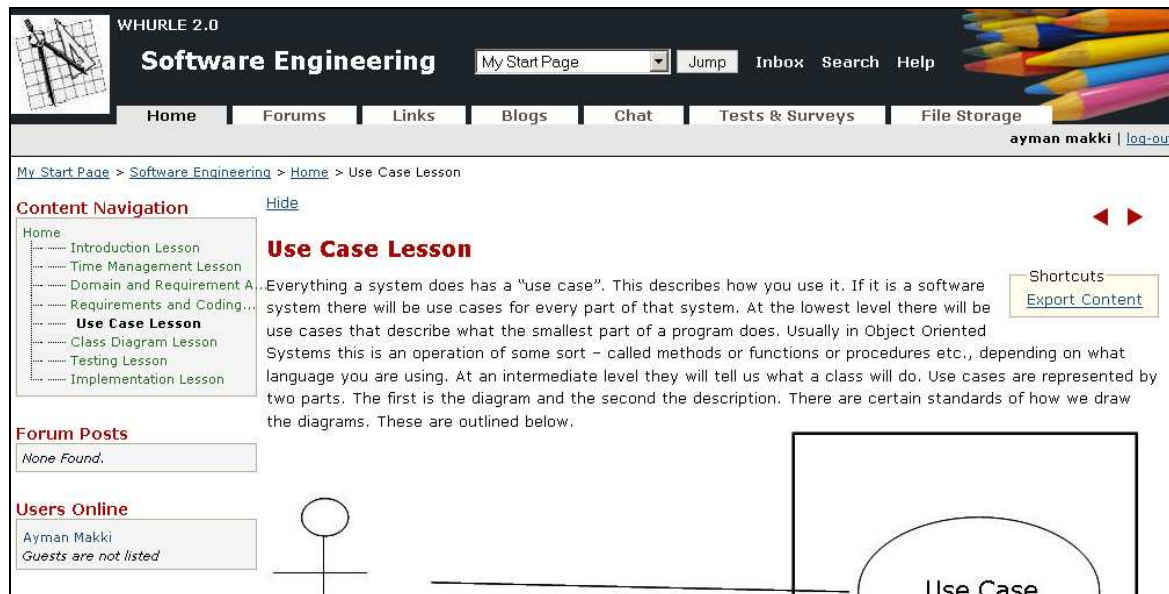 WHURLE 2.0
Software Engineering
My Start Page
Jump
Inbox Search Help
Home Forums Links Blogs Chat Tests & Surveys File Storage
ayman makki | log-ou
My Start Page > Software Engineering > Home > Use Case Lesson
Content Navigation
Home
Introduction Lesson
Time Management Lesson
Domain and Requirement A...
Requirements and Coding...
Use Case Lesson
Class Diagram Lesson
Testing Lesson
Implementation Lesson
Forum Posts
None Found.
Users Online
Ayman Makki
Guests are not listed
Hide
Use Case Lesson
Shortcuts
Export Content
Everything a system does has a "use case". This describes how you use it. If it is a software
system there will be use cases for every part of that system. At the lowest level there will be
use cases that describe what the smallest part of a program does. Usually in Object Oriented
Systems this is an operation of some sort – called methods or functions or procedures etc., depending on what
language you are using. At an intermediate level they will tell us what a class will do. Use cases are represented by
two parts. The first is the diagram and the second the description. There are certain standards of how we draw
the diagrams. These are outlined below.
Use Case